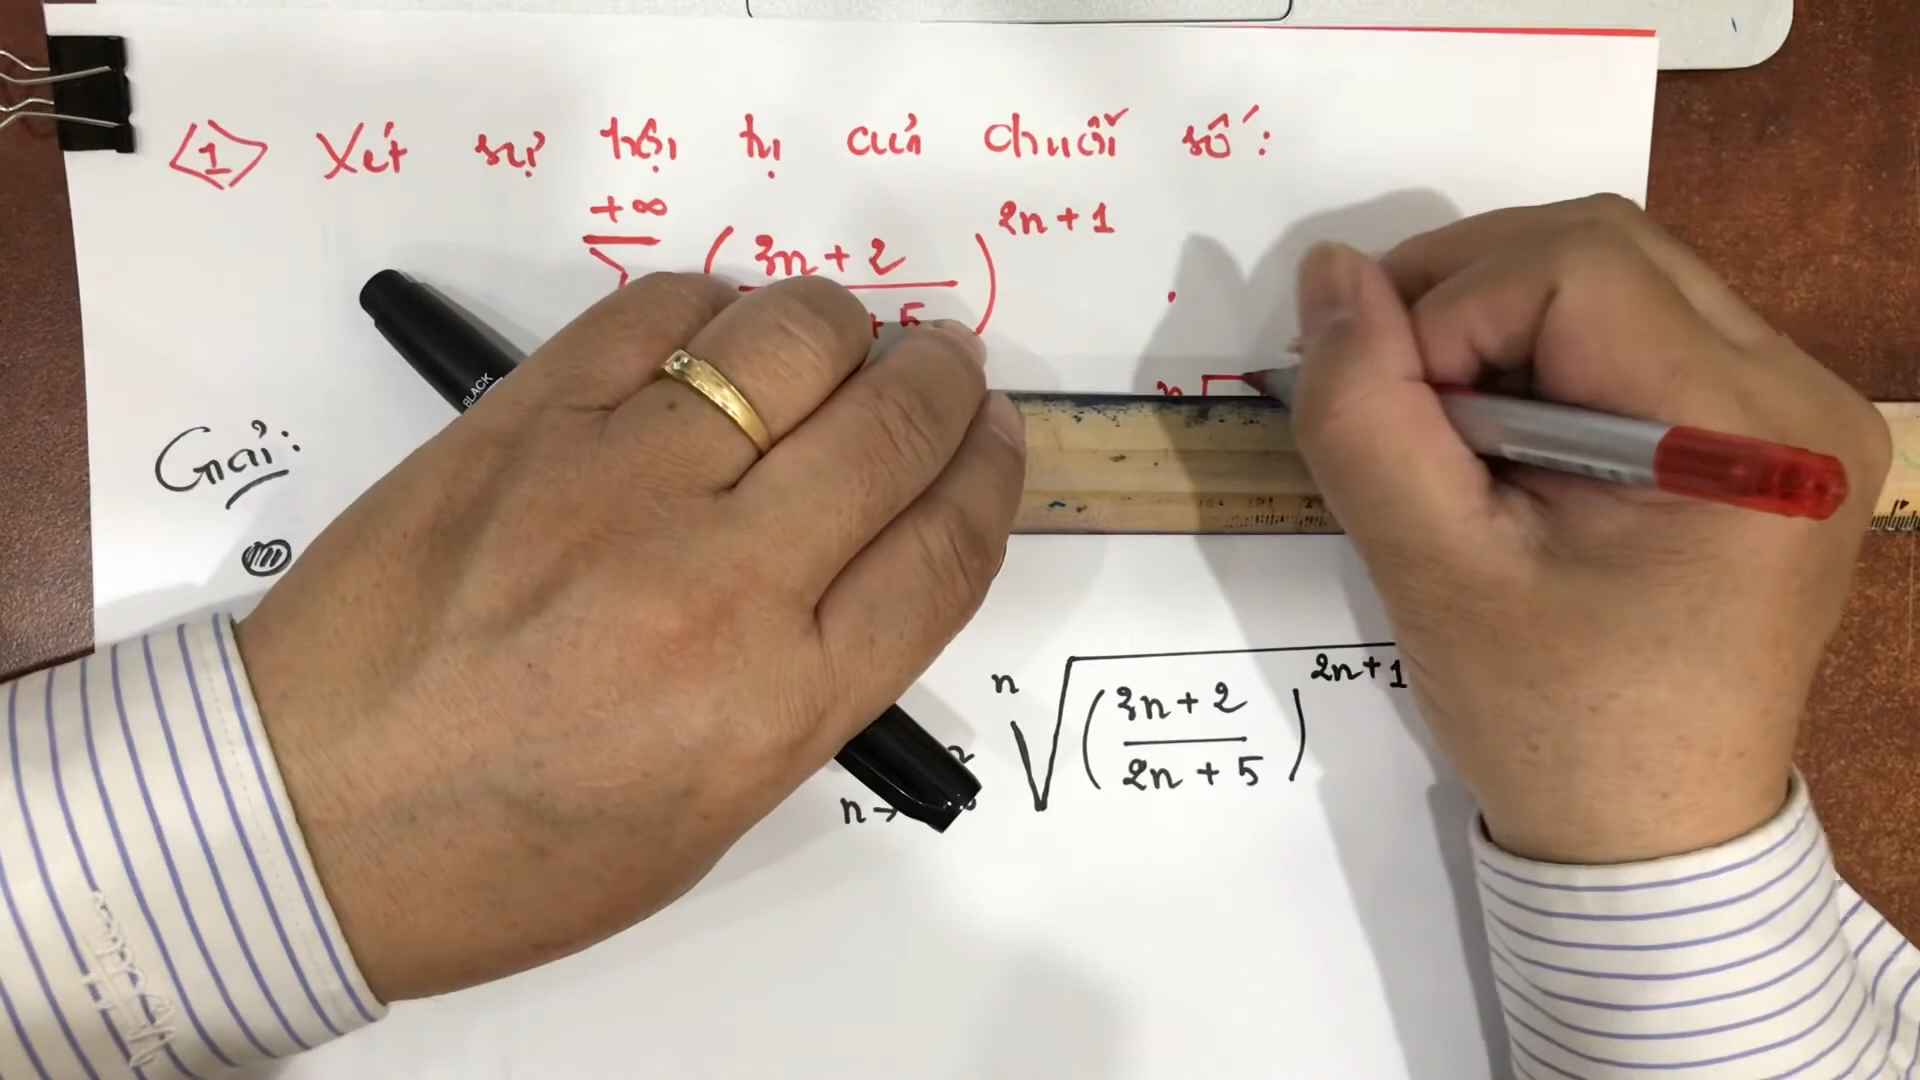 1 Xét sự hội tụ của chuỗi số:
+∞
∑ (3n + 2 / + 5)^{2n + 1}
BLACK
n √
Giải:
n → ∞ n √((3n + 2 / 2n + 5)^{2n + 1})